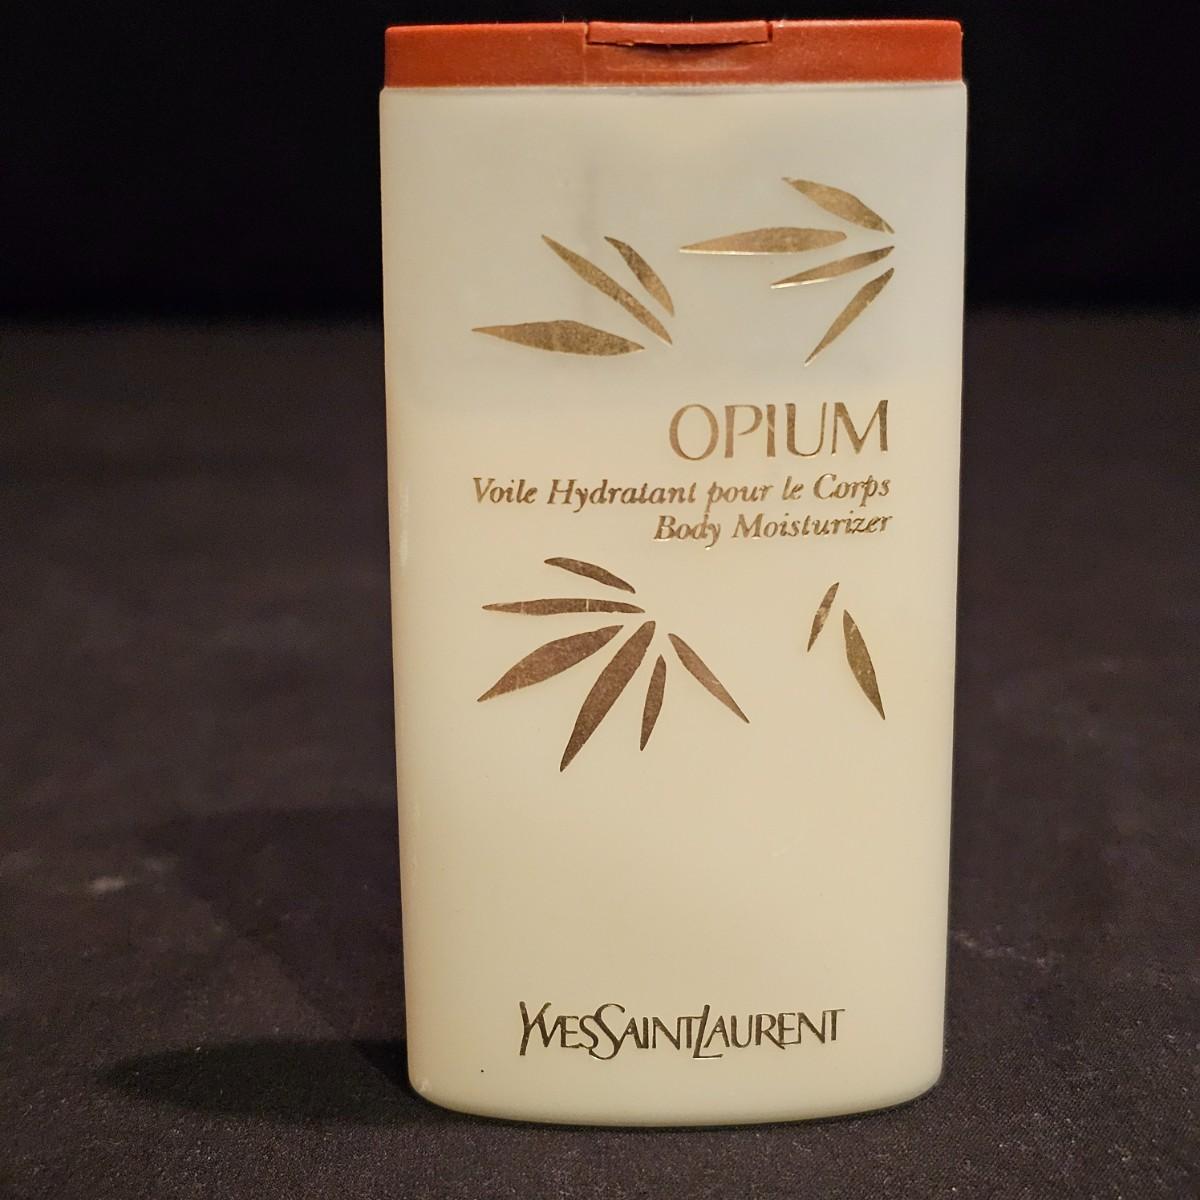 OPIUM
Voile Hydratant pour le Corps
Body Moisturizer
YVESSAINTLAURENT